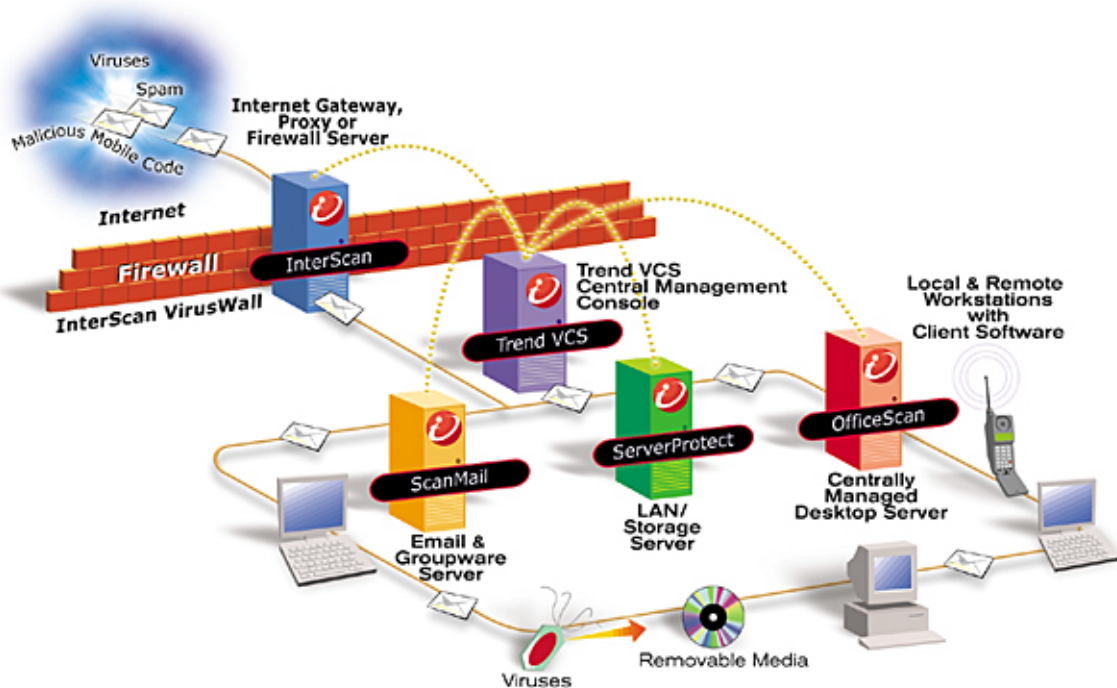 Viruses
Spam
Malicious Mobile Code
Internet Gateway,
Proxy or
Firewall Server
Internet
Firewall
InterScan
InterScan VirusWall
Trend VCS
Central Management
Console
Trend VCS
Local & Remote
Workstations
with
Client Software
OfficeScan
ServerProtect
ScanMail
Centrally
Managed
Desktop Server
LAN/
Storage
Server
Email &
Groupware
Server
Removable Media
Viruses